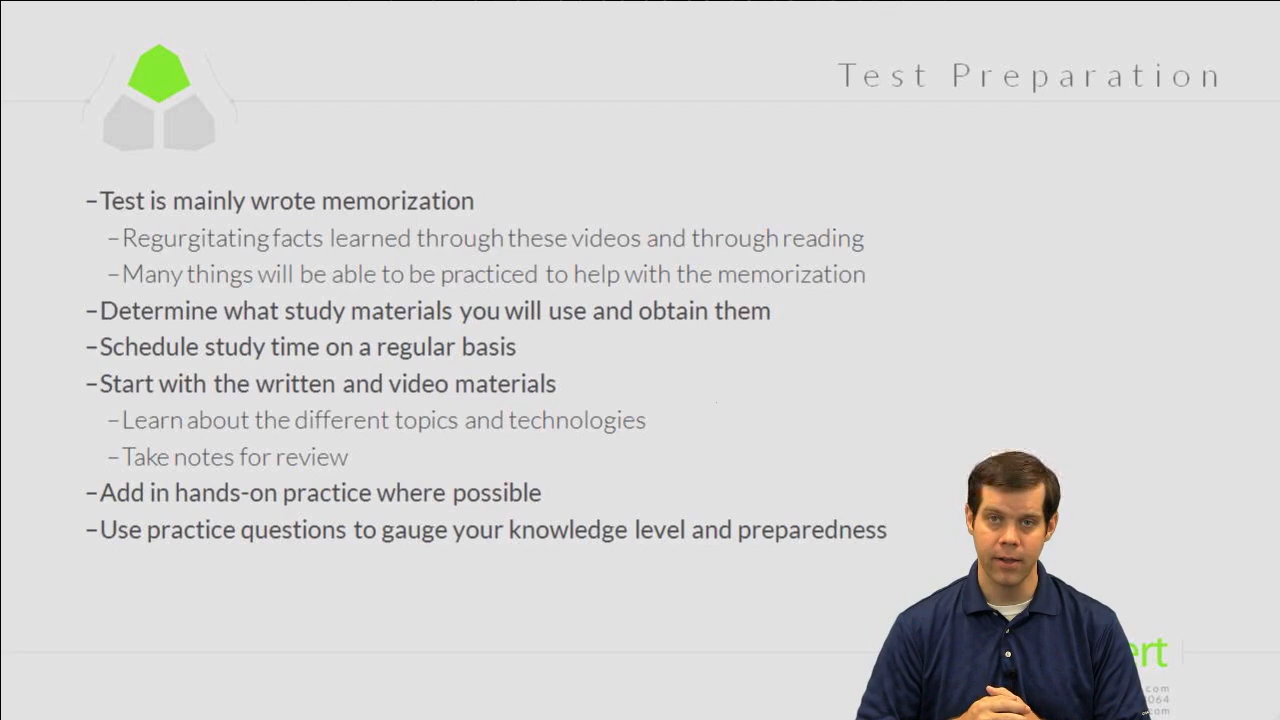 Test Preparation
–Test is mainly wrote memorization
–Regurgitating facts learned through these videos and through reading
–Many things will be able to be practiced to help with the memorization
–Determine what study materials you will use and obtain them
–Schedule study time on a regular basis
–Start with the written and video materials
–Learn about the different topics and technologies
–Take notes for review
–Add in hands-on practice where possible
–Use practice questions to gauge your knowledge level and preparedness
ert
.com
064
com